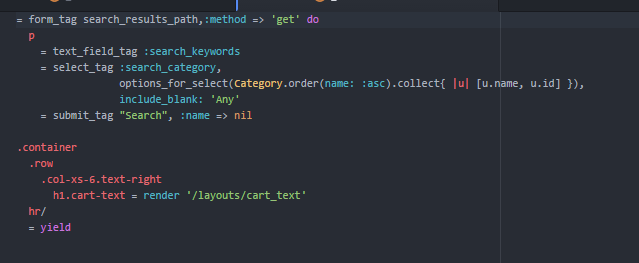 = form_tag search_results_path,:method => 'get' do
  p
    = text_field_tag :search_keywords
    = select_tag :search_category,
                 options_for_select(Category.order(name: :asc).collect{ |u| [u.name, u.id] }),
                 include_blank: 'Any'
    = submit_tag "Search", :name => nil
.container
  .row
    .col-xs-6.text-right
      h1.cart-text = render '/layouts/cart_text'
  hr/
  = yield